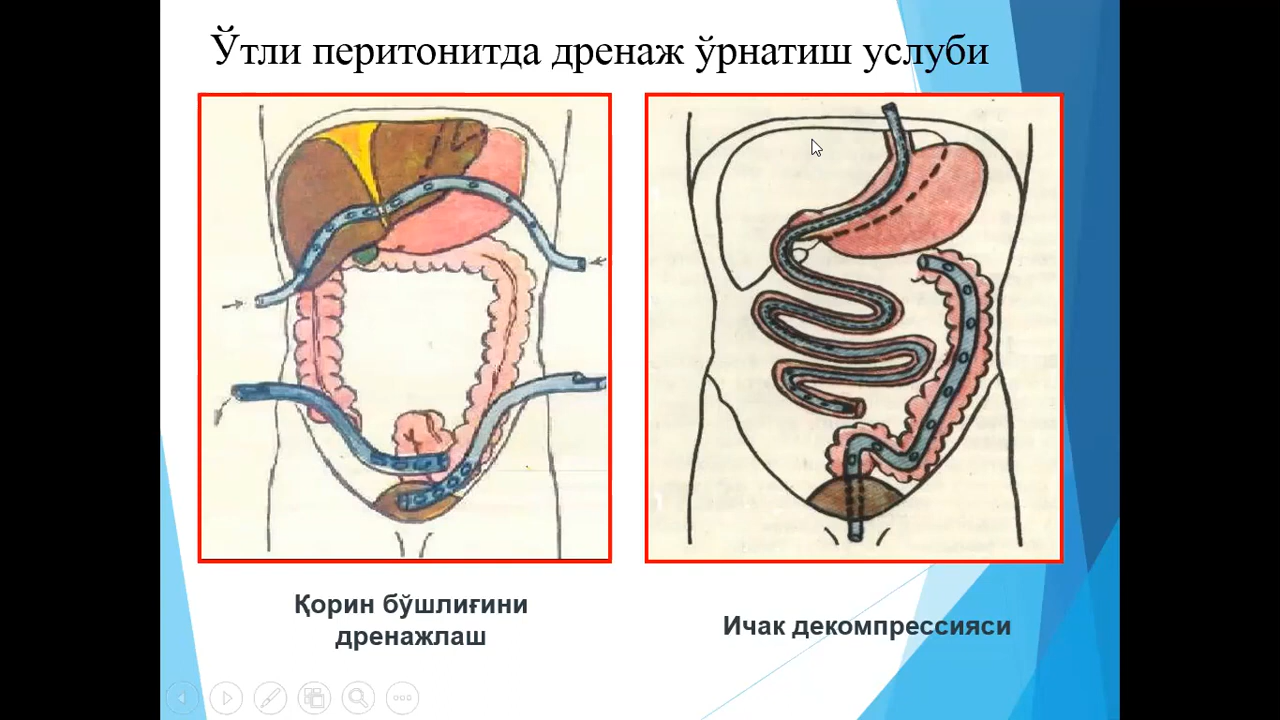 Ўтли перитонитда дренаж ўрнатиш услуби
Қорин бўшлиғини
дренажлаш
Ичак декомпрессияси